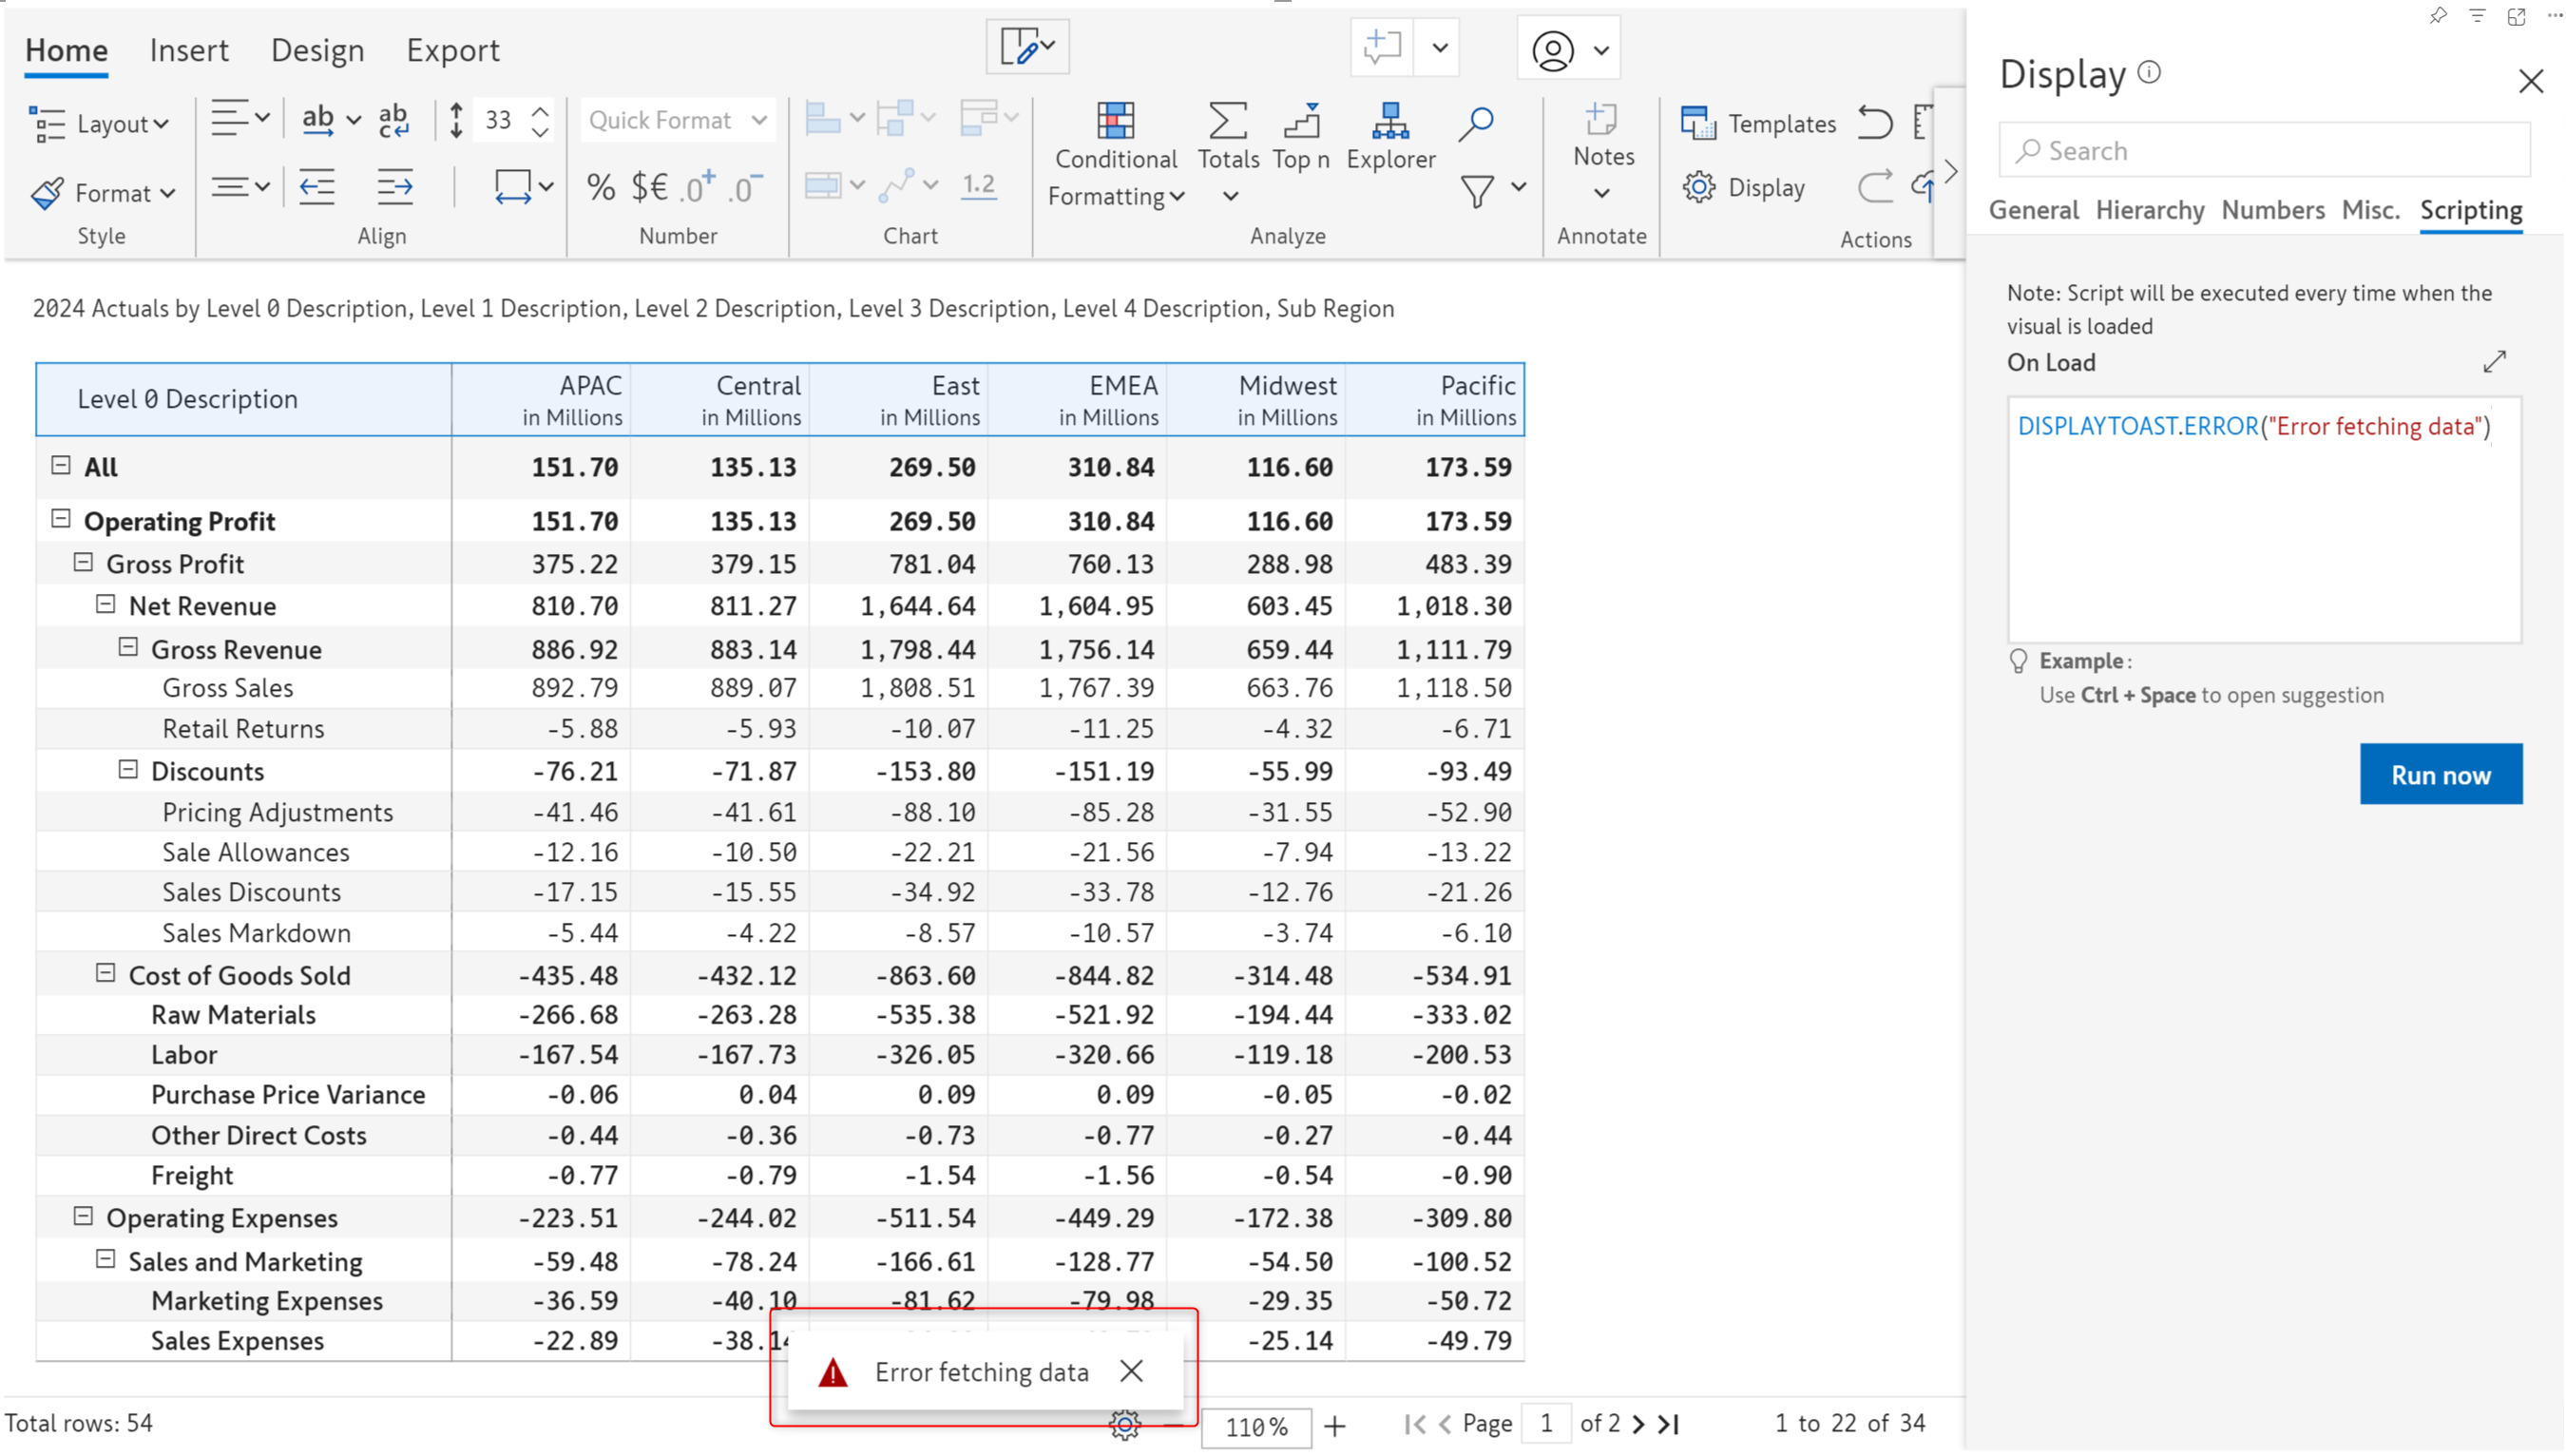 Home Insert Design Export
Layout 33 Quick Format
Format % $€ .0+ .0- 1.2
Conditional Formatting Totals Top n Explorer Notes Templates
Display
Style Align Number Chart Analyze Annotate Actions
2024 Actuals by Level 0 Description, Level 1 Description, Level 2 Description, Level 3 Description, Level 4 Description, Sub Region
Level 0 Description APAC Central East EMEA Midwest Pacific
in Millions in Millions in Millions in Millions in Millions in Millions
All 151.70 135.13 269.50 310.84 116.60 173.59
Operating Profit 151.70 135.13 269.50 310.84 116.60 173.59
Gross Profit 375.22 379.15 781.04 760.13 288.98 483.39
Net Revenue 810.70 811.27 1,644.64 1,604.95 603.45 1,018.30
Gross Revenue 886.92 883.14 1,798.44 1,756.14 659.44 1,111.79
Gross Sales 892.79 889.07 1,808.51 1,767.39 663.76 1,118.50
Retail Returns -5.88 -5.93 -10.07 -11.25 -4.32 -6.71
Discounts -76.21 -71.87 -153.80 -151.19 -55.99 -93.49
Pricing Adjustments -41.46 -41.61 -88.10 -85.28 -31.55 -52.90
Sale Allowances -12.16 -10.50 -22.21 -21.56 -7.94 -13.22
Sales Discounts -17.15 -15.55 -34.92 -33.78 -12.76 -21.26
Sales Markdown -5.44 -4.22 -8.57 -10.57 -3.74 -6.10
Cost of Goods Sold -435.48 -432.12 -863.60 -844.82 -314.48 -534.91
Raw Materials -266.68 -263.28 -535.38 -521.92 -194.44 -333.02
Labor -167.54 -167.73 -326.05 -320.66 -119.18 -200.53
Purchase Price Variance -0.06 0.04 0.09 0.09 -0.05 -0.02
Other Direct Costs -0.44 -0.36 -0.73 -0.77 -0.27 -0.44
Freight -0.77 -0.79 -1.54 -1.56 -0.54 -0.90
Operating Expenses -223.51 -244.02 -511.54 -449.29 -172.38 -309.80
Sales and Marketing -59.48 -78.24 -166.61 -128.77 -54.50 -100.52
Marketing Expenses -36.59 -40.10 -81.62 -79.98 -29.35 -50.72
Sales Expenses -22.89 -38.14 -25.14 -49.79
Error fetching data
Total rows: 54 110% Page 1 of 2 1 to 22 of 34
Display
Search
General Hierarchy Numbers Misc. Scripting
Note: Script will be executed every time when the
visual is loaded
On Load
DISPLAYTOAST.ERROR("Error fetching data")
Example:
Use Ctrl + Space to open suggestion
Run now